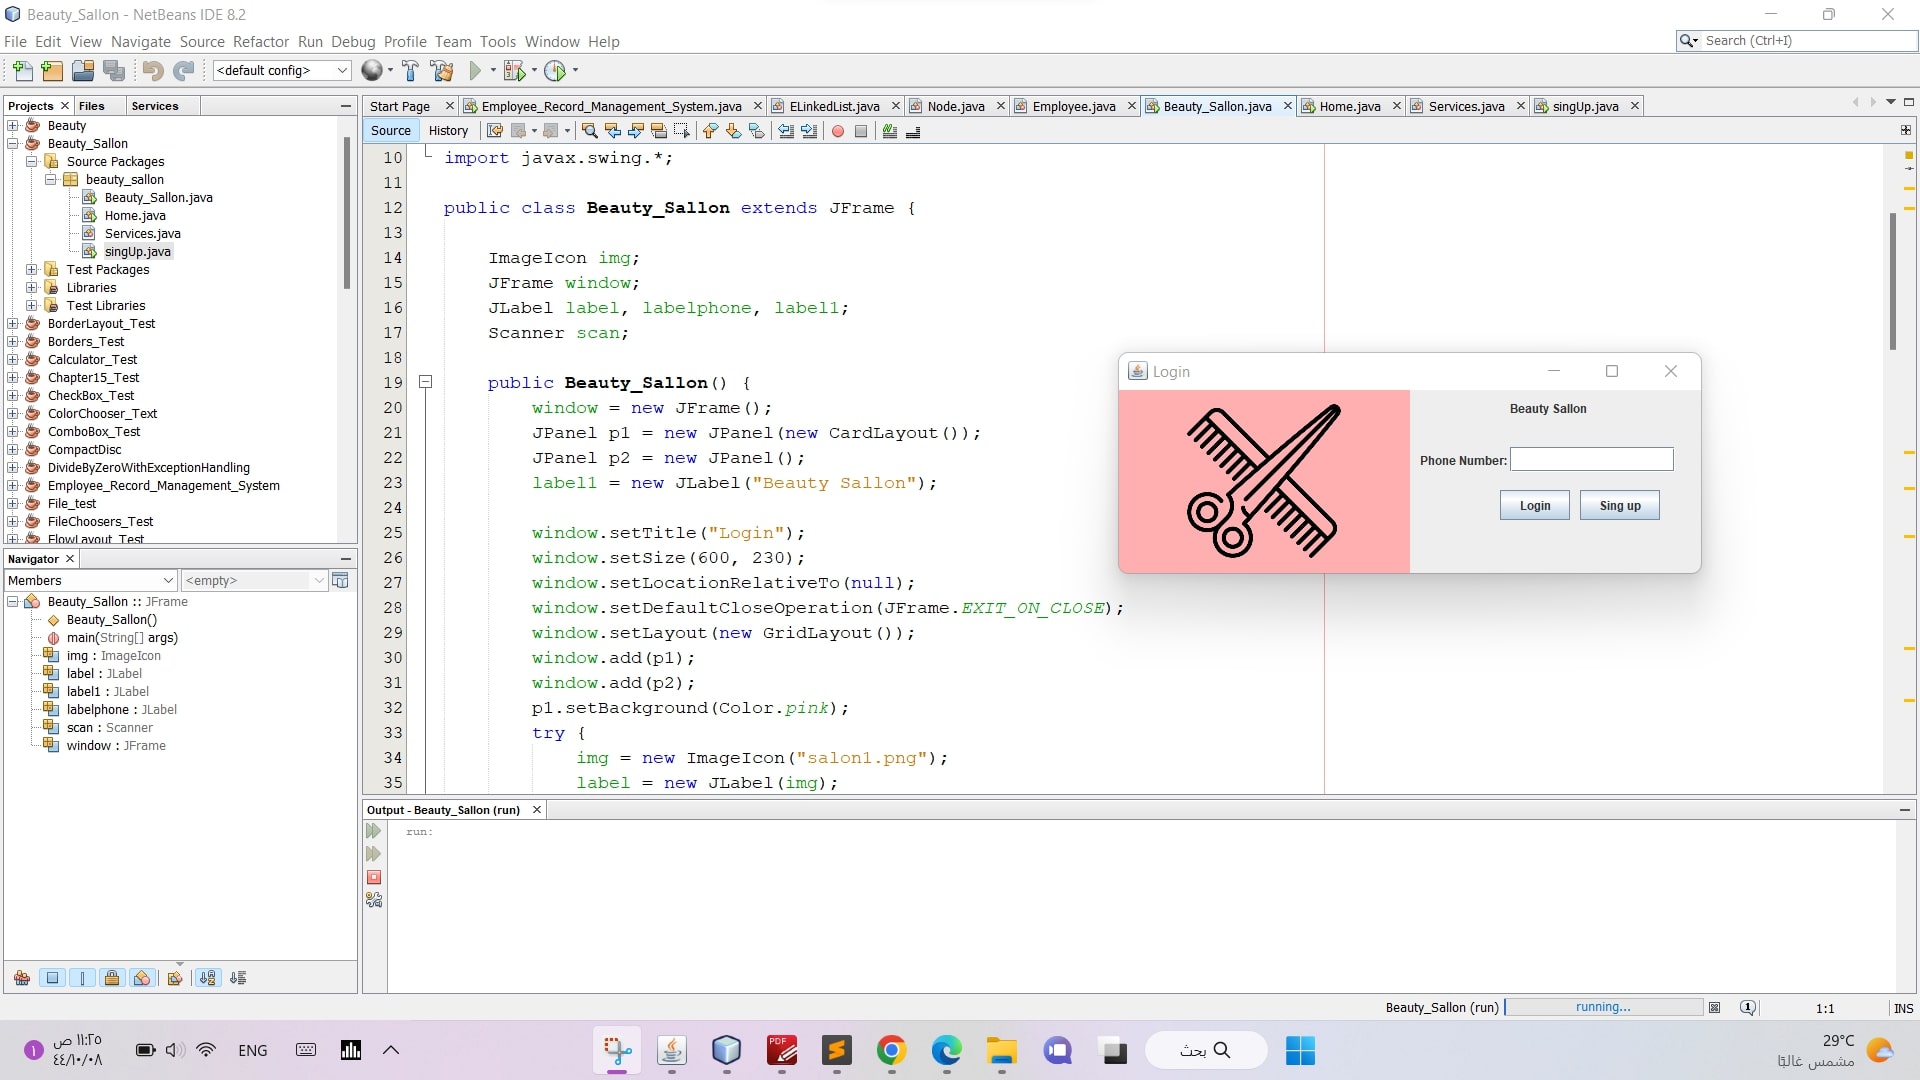 Beauty_Sallon - NetBeans IDE 8.2
File Edit View Navigate Source Refactor Run Debug Profile Team Tools Window Help
Search (Ctrl+I)
<default config>
Projects Files Services
Beauty
Beauty_Sallon
Source Packages
beauty_sallon
Beauty_Sallon.java
Home.java
Services.java
singUp.java
Test Packages
Libraries
Test Libraries
BorderLayout_Test
Borders_Test
Calculator_Test
Chapter15_Test
CheckBox_Test
ColorChooser_Text
ComboBox_Test
CompactDisc
DivideByZeroWithExceptionHandling
Employee_Record_Management_System
File_test
FileChoosers_Test
FlowLayout_Test
Navigator
Members <empty>
Beauty_Sallon :: JFrame
Beauty_Sallon()
main(String[] args)
img : ImageIcon
label : JLabel
label1 : JLabel
labelphone : JLabel
scan : Scanner
window : JFrame
Start Page Employee_Record_Management_System.java ELinkedList.java Node.java Employee.java Beauty_Sallon.java Home.java Services.java singUp.java
Source History
10 import javax.swing.*;
11
12 public class Beauty_Sallon extends JFrame {
13
14 ImageIcon img;
15 JFrame window;
16 JLabel label, labelphone, label1;
17 Scanner scan;
18
19 public Beauty_Sallon() {
20 window = new JFrame();
21 JPanel p1 = new JPanel(new CardLayout());
22 JPanel p2 = new JPanel();
23 label1 = new JLabel("Beauty Sallon");
24
25 window.setTitle("Login");
26 window.setSize(600, 230);
27 window.setLocationRelativeTo(null);
28 window.setDefaultCloseOperation(JFrame.EXIT_ON_CLOSE);
29 window.setLayout(new GridLayout());
30 window.add(p1);
31 window.add(p2);
32 p1.setBackground(Color.pink);
33 try {
34 img = new ImageIcon("salon1.png");
35 label = new JLabel(img);
Login
Beauty Sallon
Phone Number:
Login Sing up
Output - Beauty_Sallon (run)
run:
Beauty_Sallon (run) running... 1 1:1 INS
١ ١١:٢٥ ص
٤٤/١٠/٠٨
ENG
PDF
بحث
29°C
مشمس غالبًا